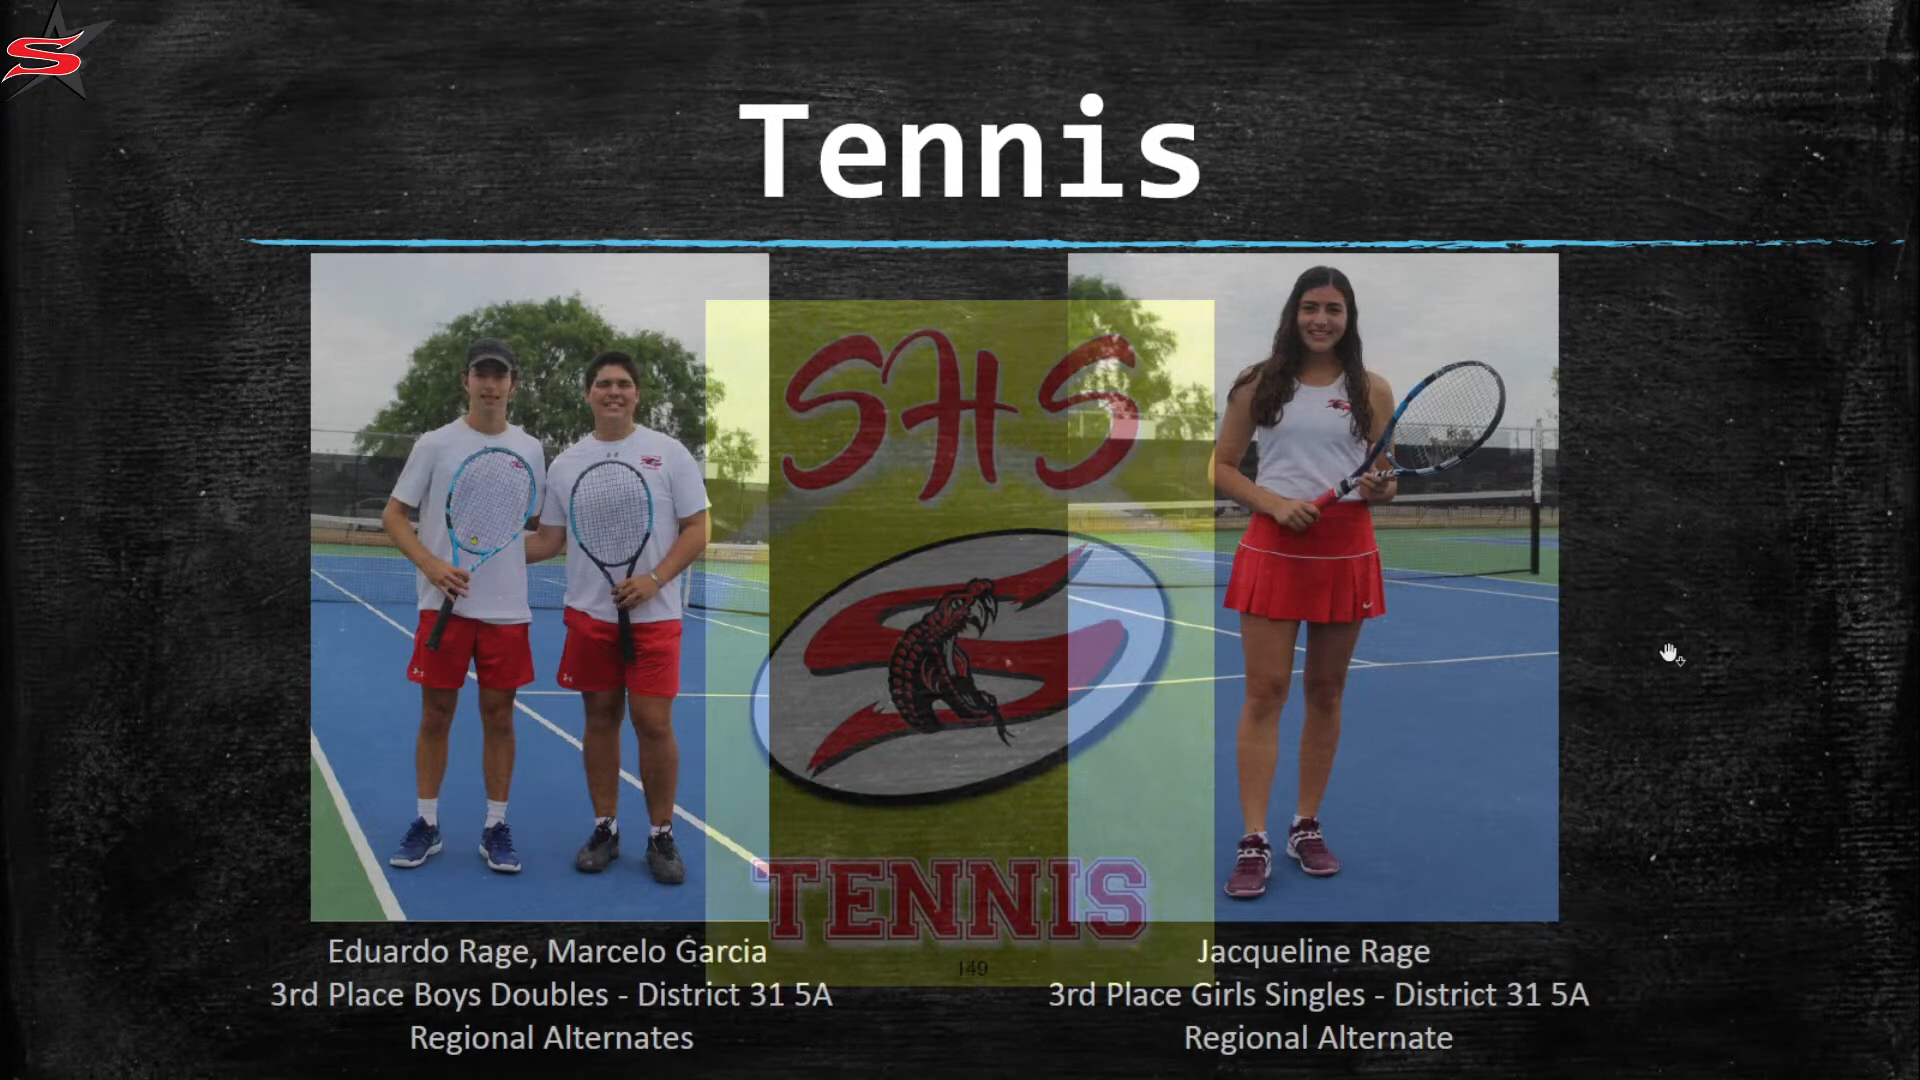 S
Tennis
SHS
S
TENNIS
149
Eduardo Rage, Marcelo Garcia
3rd Place Boys Doubles - District 31 5A
Regional Alternates
Jacqueline Rage
3rd Place Girls Singles - District 31 5A
Regional Alternate